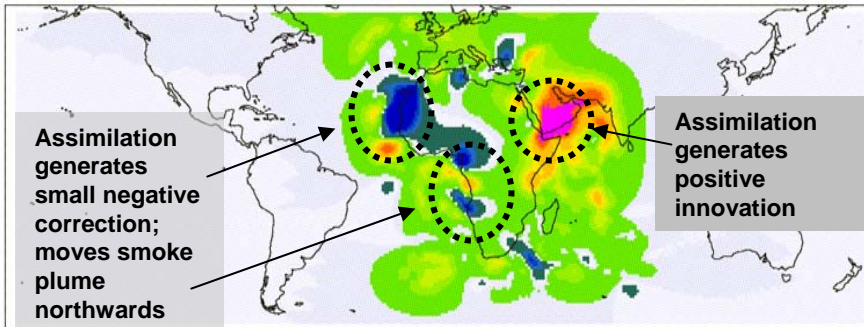 Assimilation
generates
small negative
correction;
moves smoke
plume
northwards
Assimilation
generates
positive
innovation